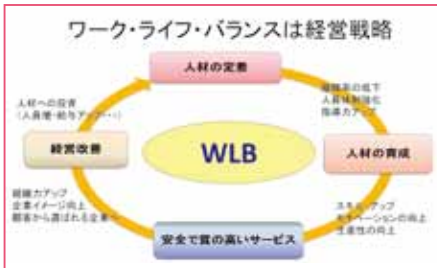 ワーク・ライフ・バランスは経営戦略
人材の定着
離職率の低下
人員体制強化
指導力アップ
人材への投資
(人員増・給与アップ・・・)
経営改善
WLB
人材の育成
組織力アップ
企業イメージ向上
顧客から選ばれる企業へ
スキルアップ
モチベーションの向上
生産性の向上
安全で質の高いサービス